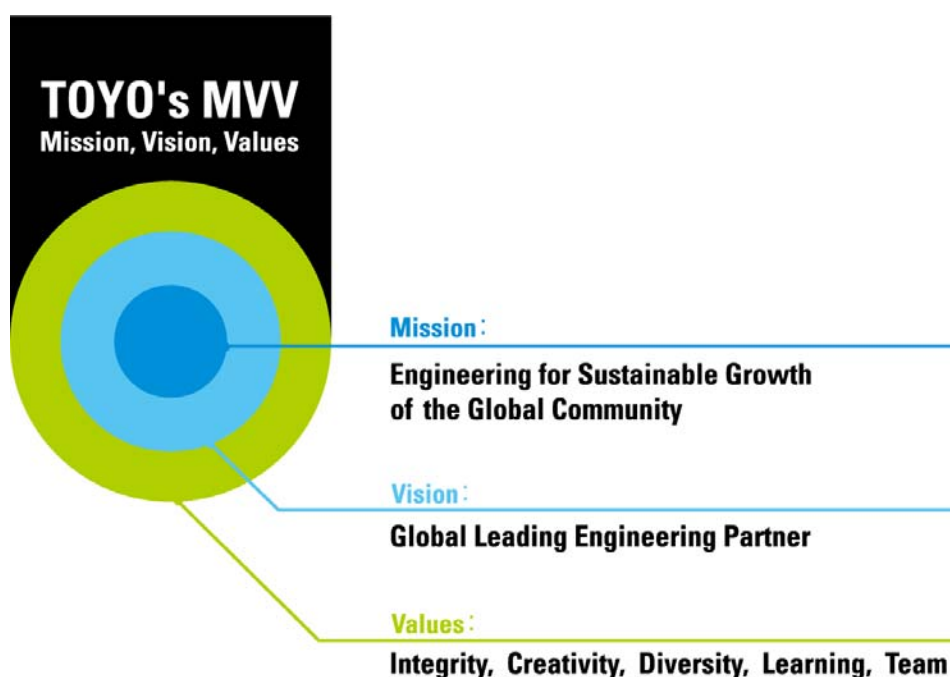 TOYO's MVV
Mission, Vision, Values
Mission:
Engineering for Sustainable Growth
of the Global Community
Vision:
Global Leading Engineering Partner
Values:
Integrity, Creativity, Diversity, Learning, Team